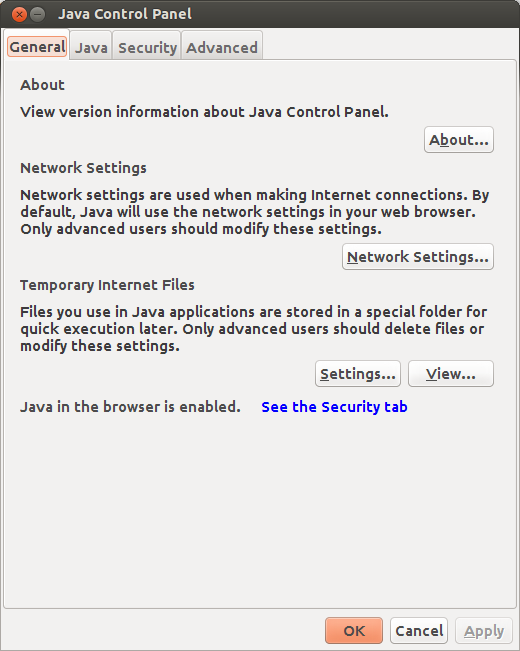 Java Control Panel
General Java Security Advanced
About
View version information about Java Control Panel.
About...
Network Settings
Network settings are used when making Internet connections. By
default, Java will use the network settings in your web browser.
Only advanced users should modify these settings.
Network Settings...
Temporary Internet Files
Files you use in Java applications are stored in a special folder for
quick execution later. Only advanced users should delete files or
modify these settings.
Settings... View...
Java in the browser is enabled. See the Security tab
OK Cancel Apply